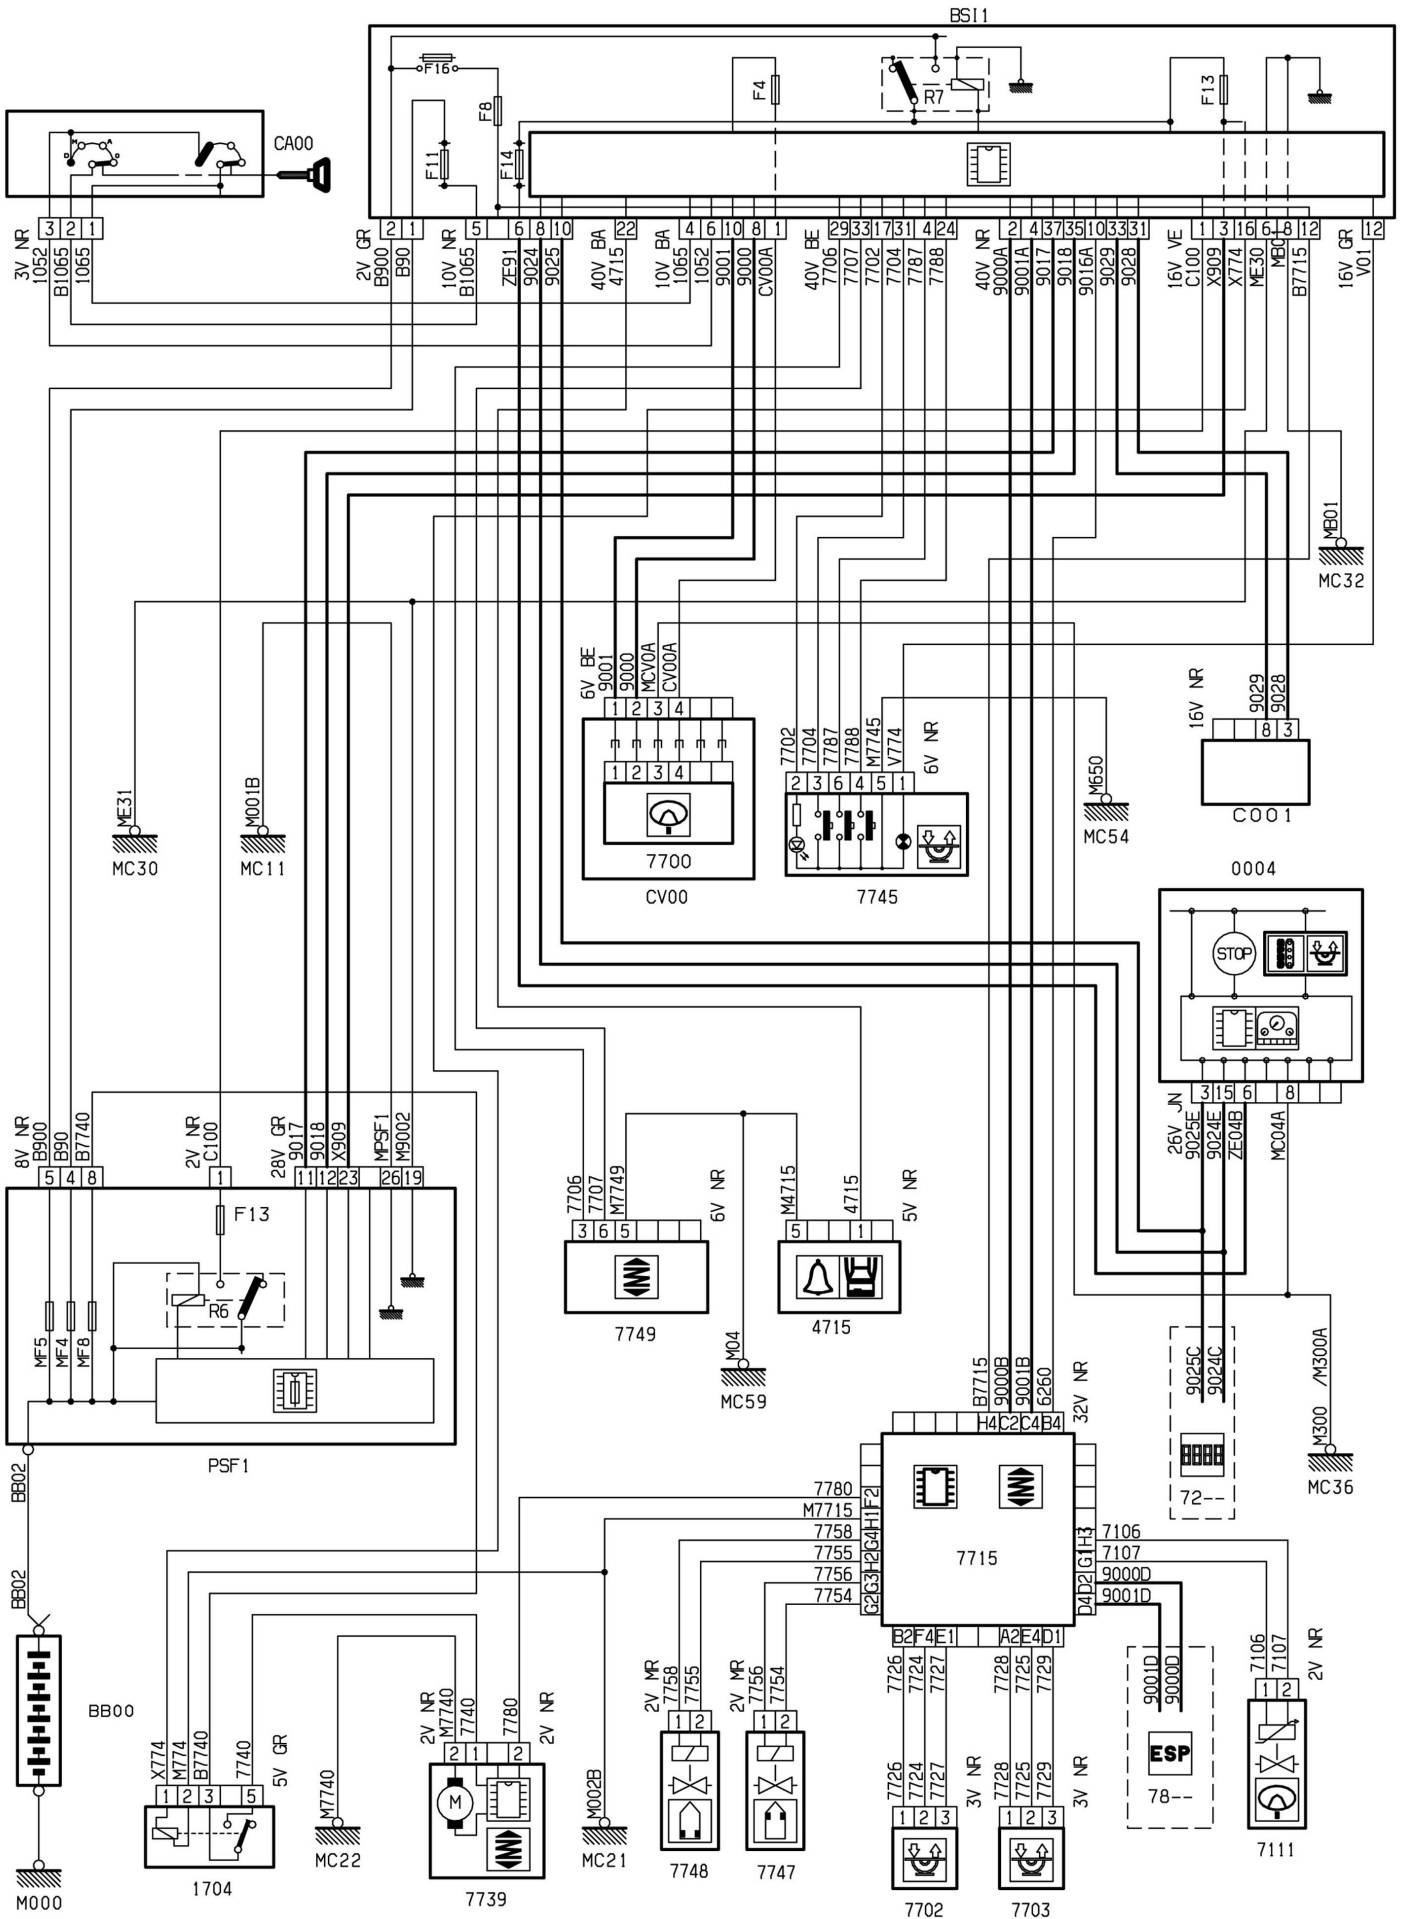 BSI1
F16
F8
F11
F14
F4
R7
F13
CA00
M A
D G
3 2 1
2 1
5
6 8 10
22
4 6 10 8 1
29 33 17 31 4 24
2 4 37 35 10 33 31
1 3 16 6 8 12
12
3V NR 1052 B1065 1065
2V GR B900 B90
10V NR B1065
ZE91 9024 9025
40V BA 4715
10V BA 1065 1052 9001 9000 CV00A
40V BE 7706 7707 7702 7704 7787 7788
40V NR 9000A 9001A 9017 9018 9016A 9029 9028
16V VE C100 X909 X774 ME30 B7715
16V GR V01
MB01
MC32
6V BE 9001 9000 MCV0A CV00A
1 2 3 4
1 2 3 4
7700
CV00
7702 7704 7787 7788 M7745 V774 6V NR
2 3 6 4 5 1
7745
M650
MC54
16V NR 9029 9028
8 3
C001
ME31
MC30
M001B
MC11
0004
STOP
3 15 6 8
26V JN 9025E 9024E ZE04B MC04A
8V NR B900 B90 B7740
2V NR C100
28V GR 9017 9018 X909 MPSF1 M9002
5 4 8
1
11 12 23 26 19
F13
R6
MF5 MF4 MF8
PSF1
7706 7707 M7749 6V NR
3 6 5
7749
M4715 4715 5V NR
5 1
4715
M04
MC59
9025C 9024C
72--
M300 /M300A
MC36
B7715 9000B 9001B 6260 32V NR
H4 C2 C4 B4
7780 F2
M7715 H1
7758 G4
7755 H2
7756 G3
7754 G2
7715
H3 7106
G1 7107
D2 9000D
D4 9001D
B2 F4 E1 A2 E4 D1
7726 7724 7727
7728 7725 7729
BB02
BB02
BB00
M000
X774 M774 B7740 7740 5V GR
1 2 3 5
1704
M7740
MC22
2V NR M7740 7740 7780 2V NR
2 1 2
M
7739
M002B
MC21
2V MR 7758 7755
1 2
7748
2V MR 7756 7754
1 2
7747
7726 7724 7727 3V NR
1 2 3
7702
7728 7725 7729 3V NR
1 2 3
7703
9001D 9000D
ESP
78--
7106 7107 2V NR
1 2
7111